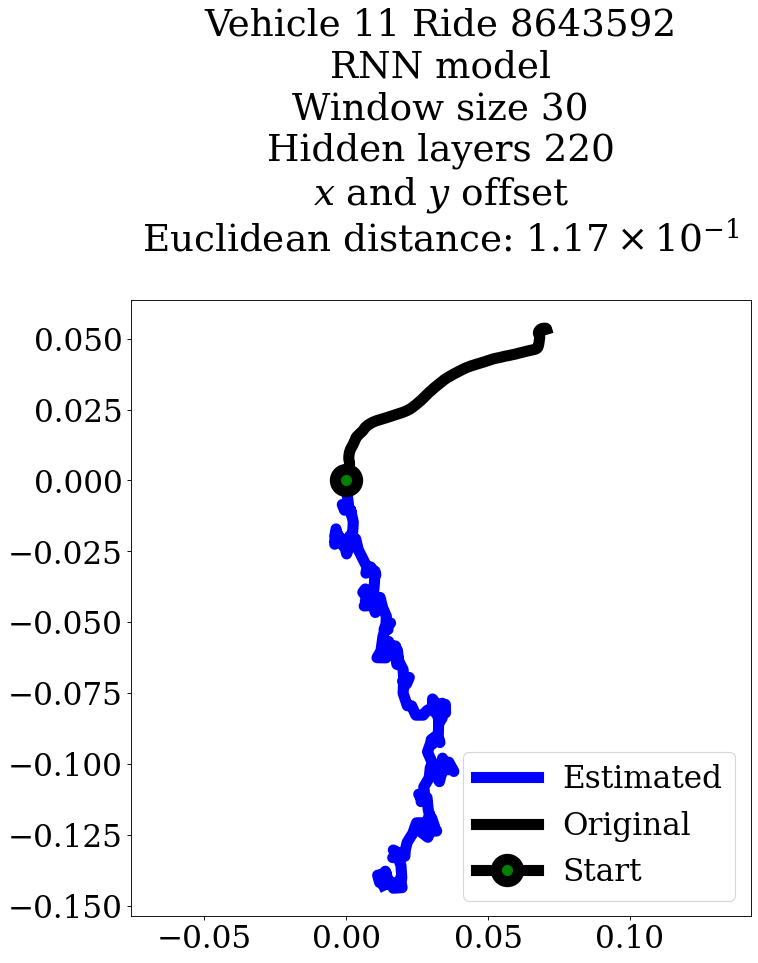 Vehicle 11 Ride 8643592
RNN model
Window size 30
Hidden layers 220
x and y offset
Euclidean distance: 1.17 × 10⁻¹
0.050
0.025
0.000
−0.025
−0.050
−0.075
−0.100
−0.125
−0.150
Estimated
Original
Start
−0.05 0.00 0.05 0.10